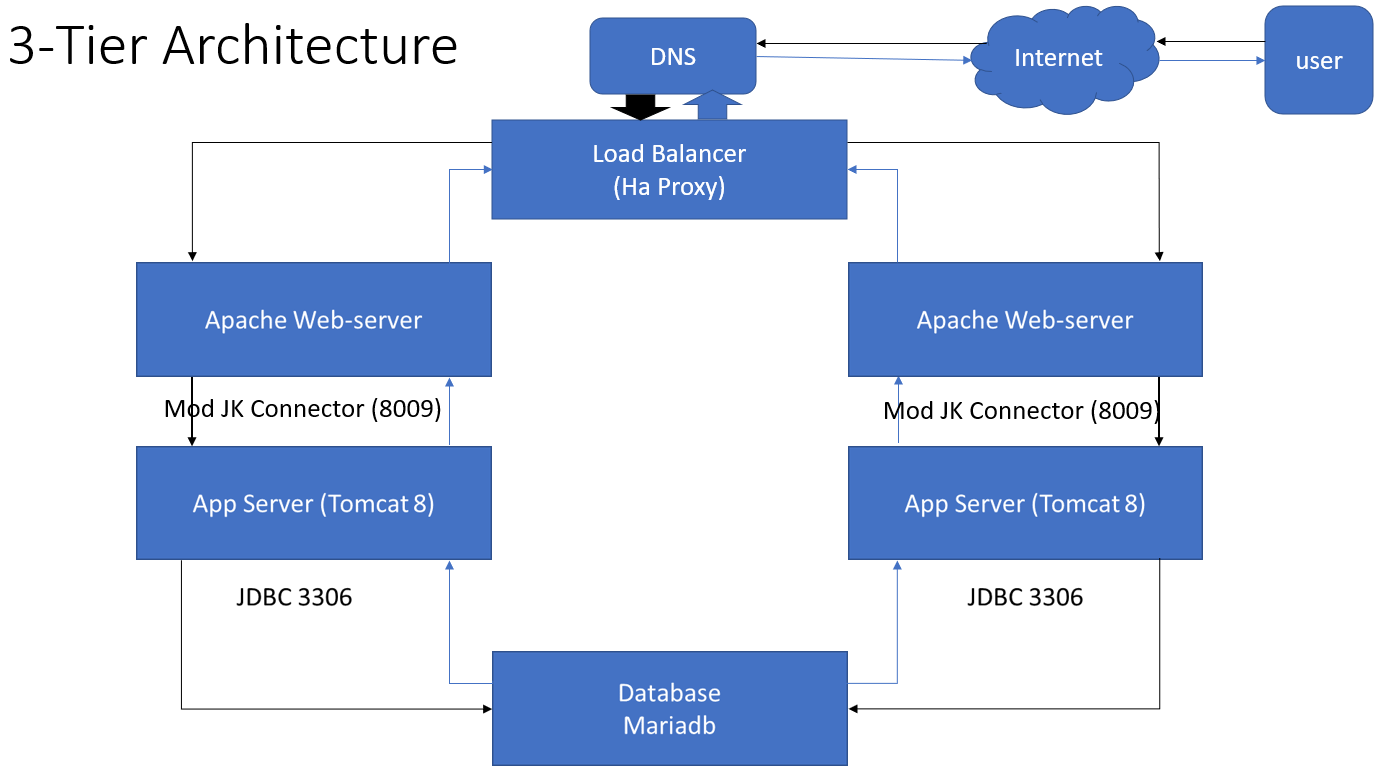 3-Tier Architecture
DNS
Internet
user
Load Balancer
(Ha Proxy)
Apache Web-server
Apache Web-server
Mod JK Connector (8009)
Mod JK Connector (8009)
App Server (Tomcat 8)
App Server (Tomcat 8)
JDBC 3306
JDBC 3306
Database
Mariadb